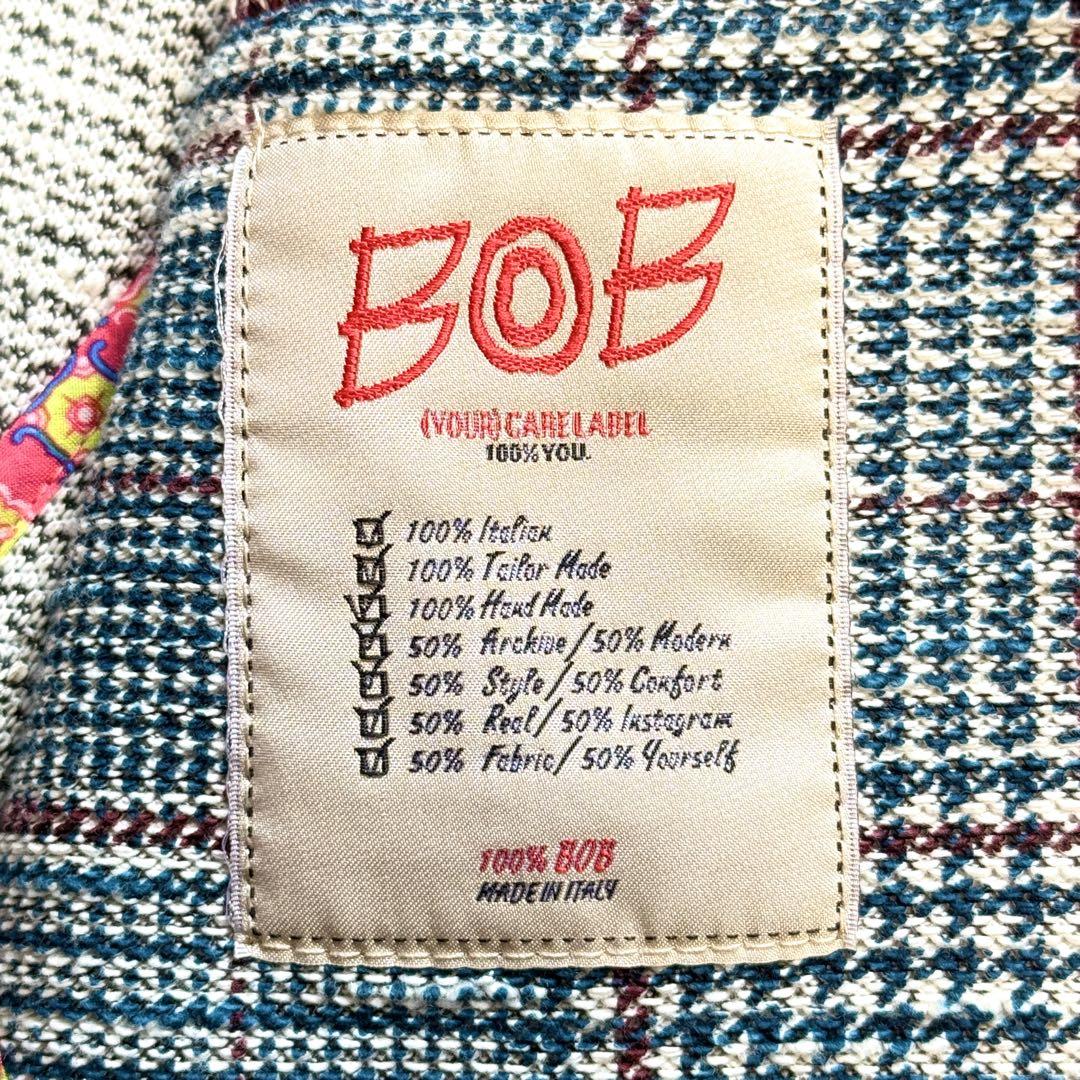 BOB
(YOUR) CARE LABEL
100% YOU.
100% Italian
100% Tailor Made
100% Hand Made
50% Archive/50% Modern
50% Style/50% Confort
50% Real/50% Instagram
50% Fabric/50% Yourself
100% BOB
MADE IN ITALY